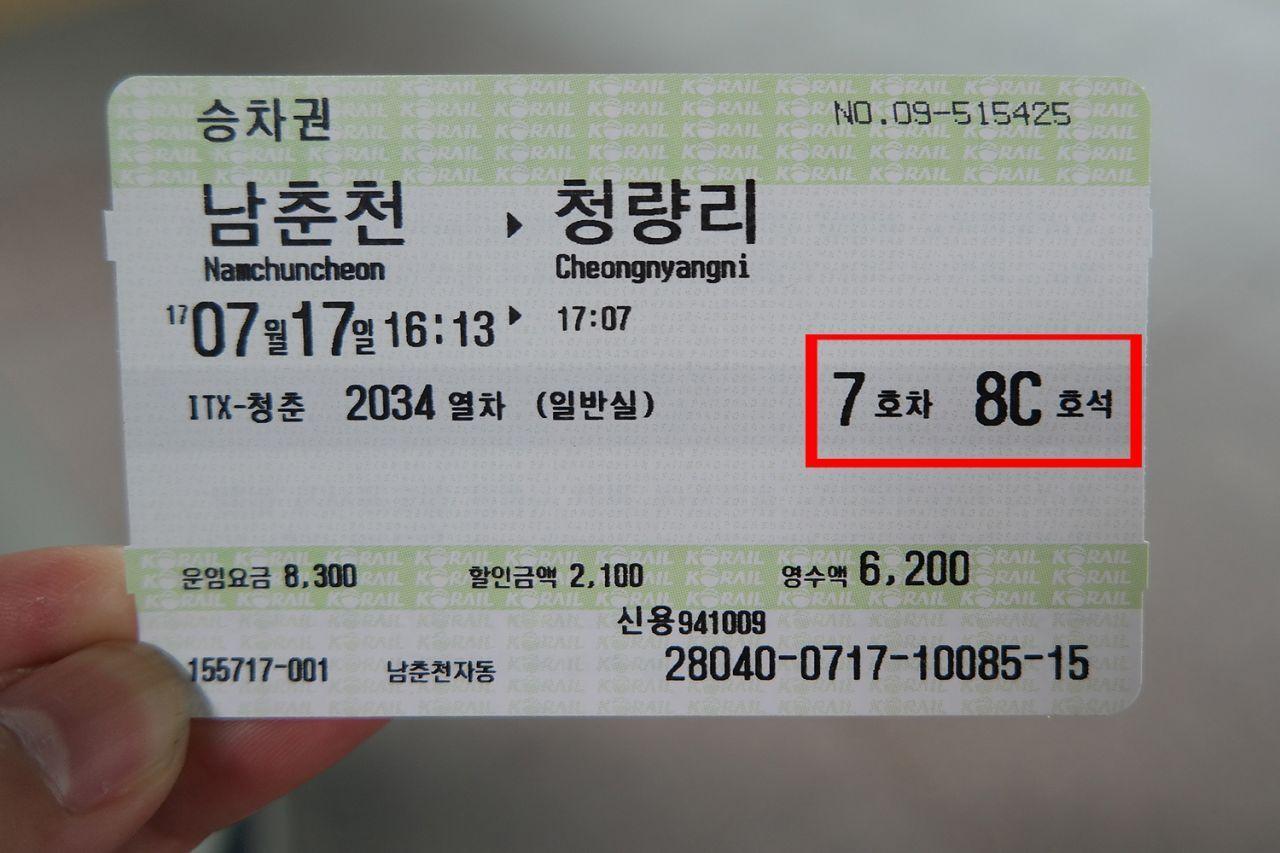 승차권 NO.09-515425
남춘천 ▶ 청량리
Namchuncheon Cheongnyangni
17 07월17일 16:13 ▶ 17:07
ITX-청춘 2034 열차 (일반실) 7 호차 8C 호석
운임요금 8,300 할인금액 2,100 영수액 6,200
신용941009
155717-001 남춘천자동 28040-0717-10085-15